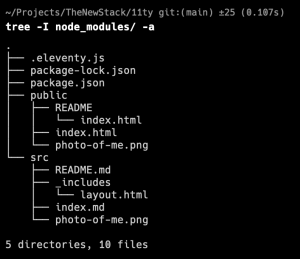 ~/Projects/TheNewStack/11ty git:(main) ±25 (0.107s)
tree -I node_modules/ -a
.
├── .eleventy.js
├── package-lock.json
├── package.json
├── public
│   ├── README
│   │   └── index.html
│   ├── index.html
│   └── photo-of-me.png
└── src
    ├── README.md
    ├── _includes
    │   └── layout.html
    ├── index.md
    └── photo-of-me.png
5 directories, 10 files